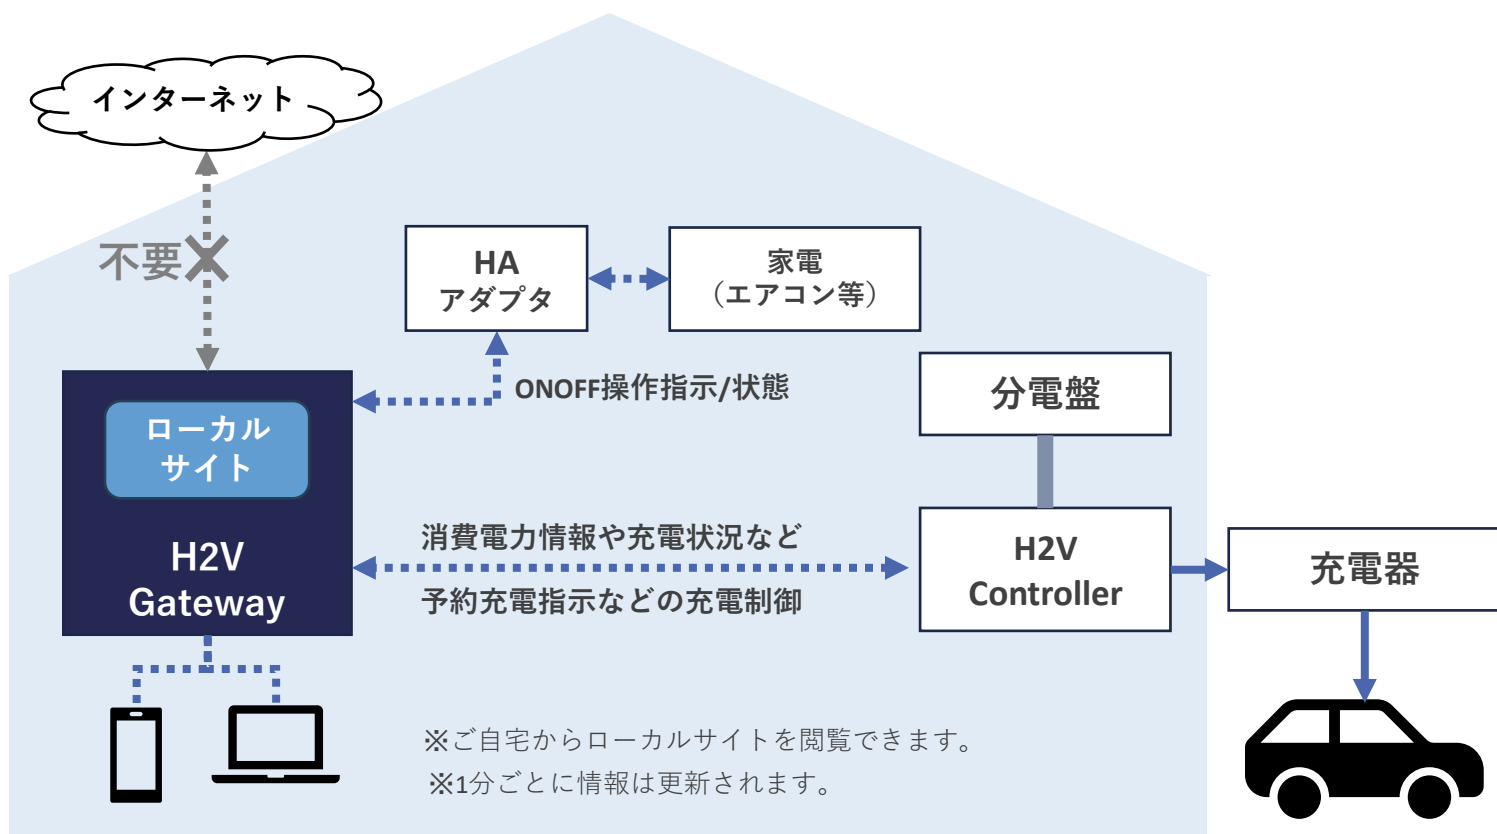 インターネット
不要
HA
アダプタ
家電
（エアコン等）
ONOFF操作指示/状態
分電盤
ローカル
サイト
H2V
Gateway
消費電力情報や充電状況など
予約充電指示などの充電制御
H2V
Controller
充電器
※ご自宅からローカルサイトを閲覧できます。
※1分ごとに情報は更新されます。